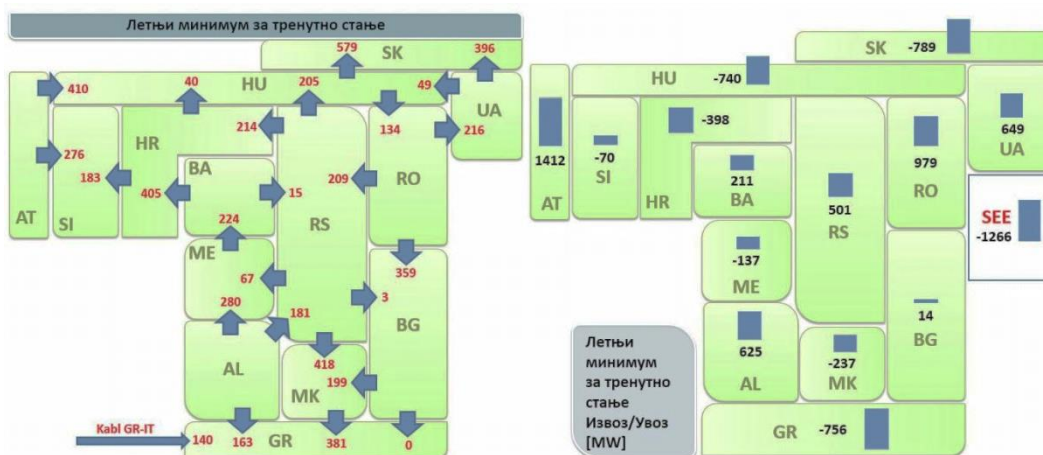 Летњи минимум за тренутно стање
579
SK
396
410
40
HU
205
49
UA
214
134
216
HR
276
183
405
BA
15
209
RO
AT
SI
224
RS
ME
67
359
280
3
181
BG
418
AL
MK
199
Kabl GR-IT
140
163
GR
381
0
SK
-789
HU
-740
1412
-70
-398
979
649
UA
SI
211
RO
AT
HR
BA
501
SEE
-1266
RS
-137
ME
14
BG
625
-237
AL
MK
Летњи
минимум
за тренутно
стање
Извоз/Увоз
[MW]
GR
-756